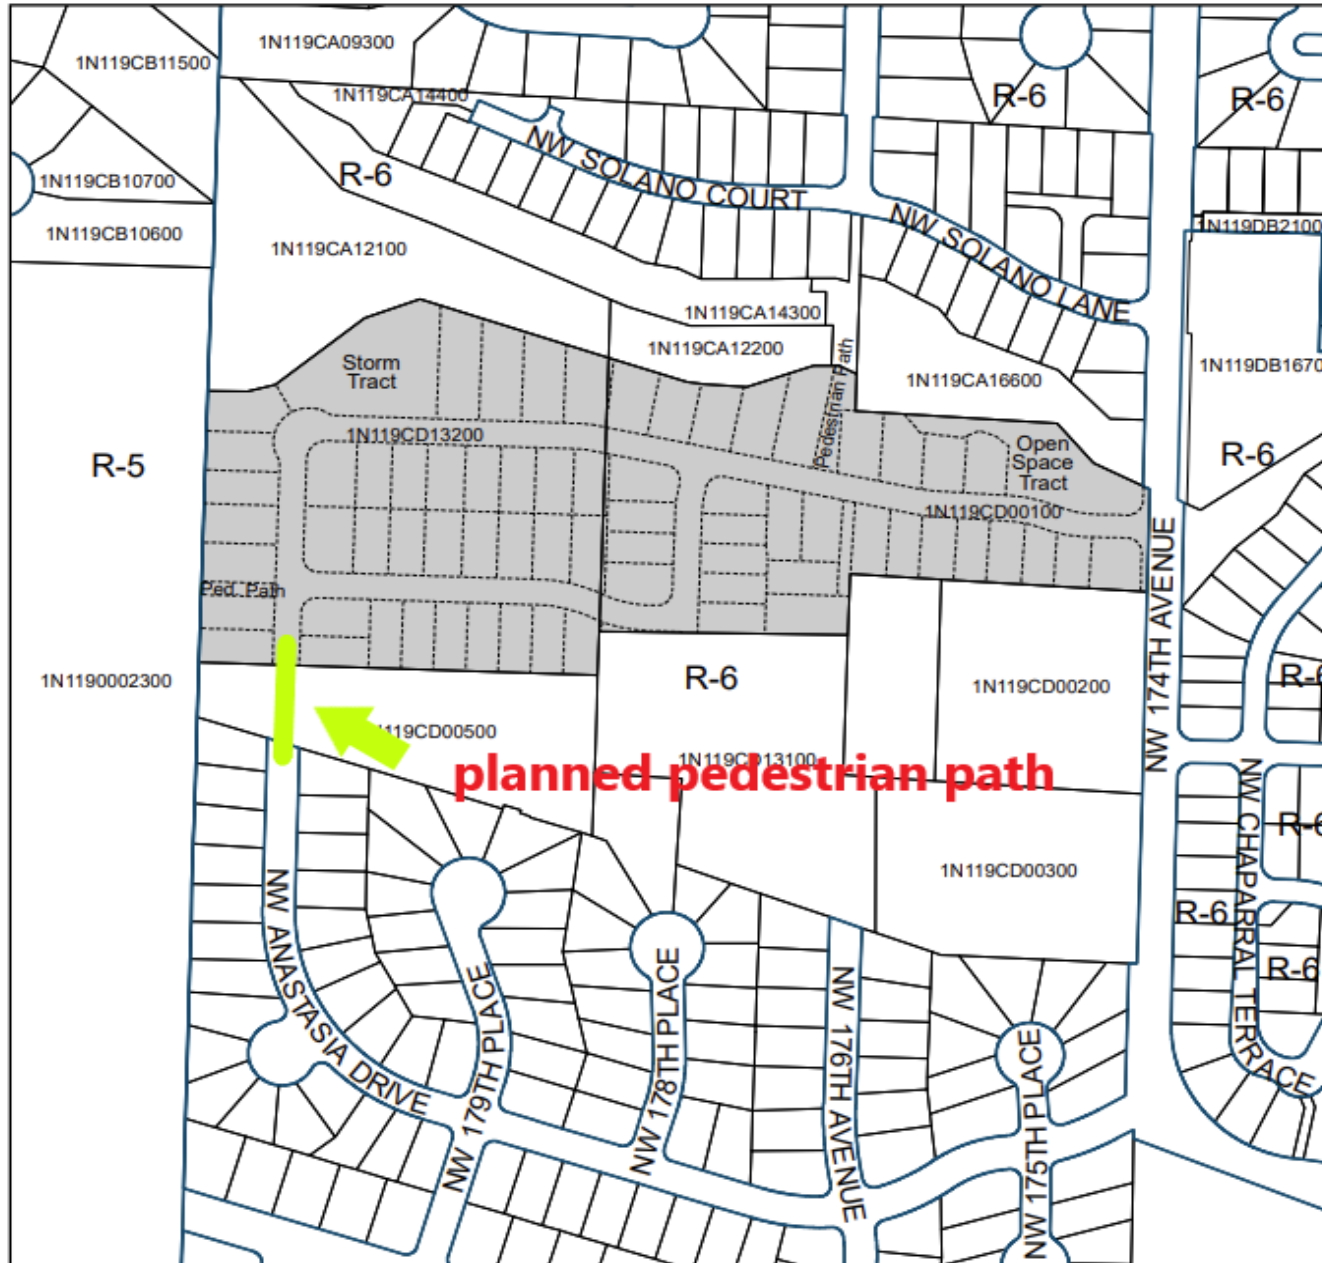 1N119CA09300
1N119CB11500
1N119CA14400
R-6
R-6
NW SOLANO COURT
R-6
1N119CB10700
NW SOLANO LANE
1N119DB2100
1N119CB10600
1N119CA12100
1N119CA14300
1N119CA12200
Pedestrian Path
1N119DB1670
1N119CA16600
Storm
Tract
1N119CD13200
R-5
Open
Space
Tract
R-6
1N119CD00100
NW 174TH AVENUE
Ped. Path
1N1190002300
R-6
1N119CD00200
R-6
N119CD00500
1N119CD13100
planned pedestrian path
NW CHAPARRAL TERRACE
R-6
1N119CD00300
R-6
R-6
NW ANASTASIA DRIVE
NW 179TH PLACE
NW 178TH PLACE
NW 176TH AVENUE
NW 175TH PLACE